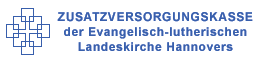 ZUSATZVERSORGUNGSKASSE
der Evangelisch-lutherischen
Landeskirche Hannovers